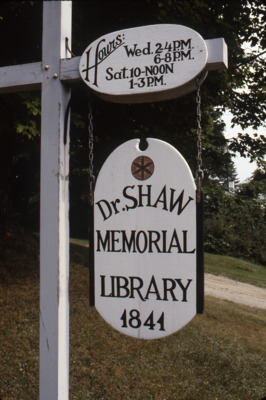 Hours:
Wed. 2-4 P.M.
6-8 P.M.
Sat. 10-NOON
1-3 P.M.
Dr. SHAW
MEMORIAL
LIBRARY
1841